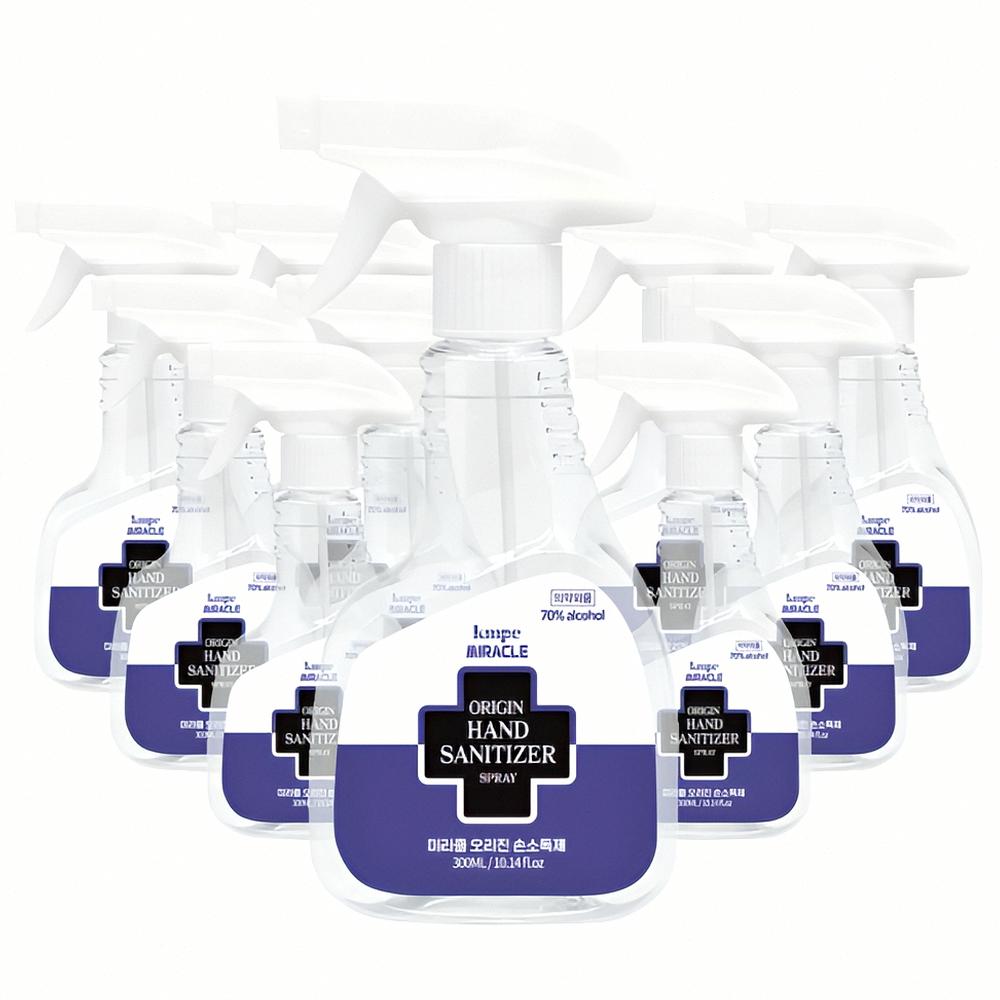 의약외품
70% alcohol
MIRACLE
ORIGIN
HAND
SANITIZER
SPRAY
미라클 오리진 손소독제
300ML / 10.14 fl.oz